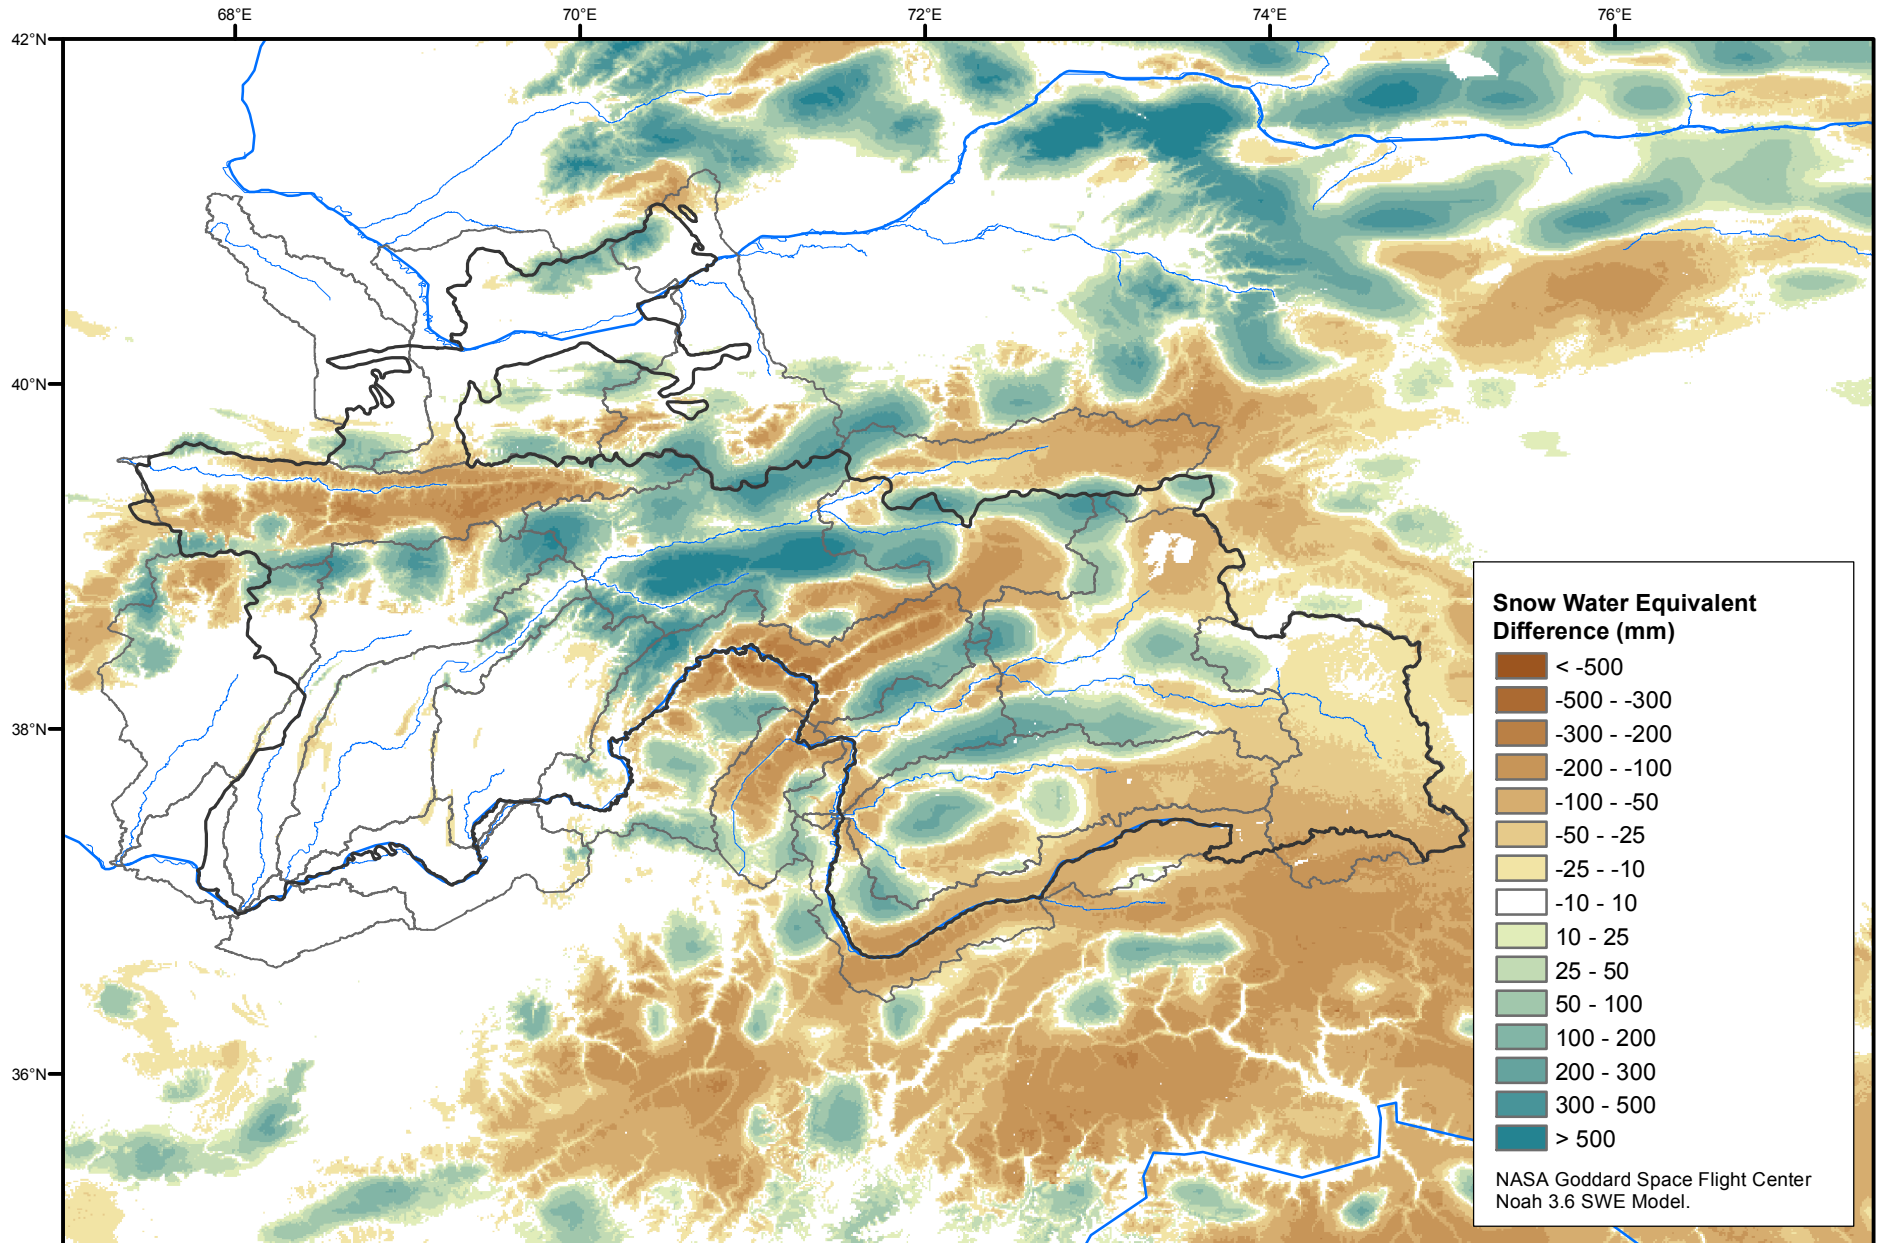 68°E
70°E
72°E
74°E
76°E
42°N
40°N
38°N
36°N
Snow Water Equivalent
Difference (mm)
< -500
-500 - -300
-300 - -200
-200 - -100
-100 - -50
-50 - -25
-25 - -10
-10 - 10
10 - 25
25 - 50
50 - 100
100 - 200
200 - 300
300 - 500
> 500
NASA Goddard Space Flight Center
Noah 3.6 SWE Model.